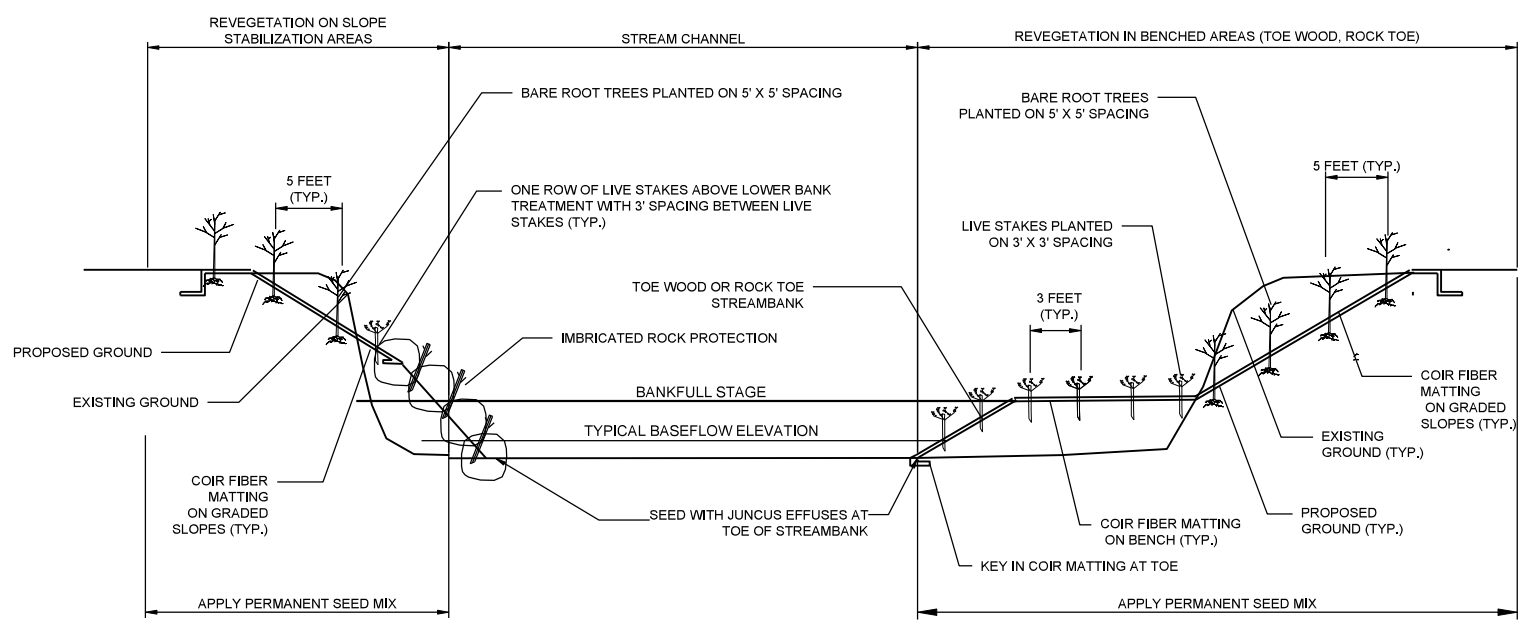 REVEGETATION ON SLOPE
STABILIZATION AREAS
STREAM CHANNEL
REVEGETATION IN BENCHED AREAS (TOE WOOD, ROCK TOE)
BARE ROOT TREES PLANTED ON 5' X 5' SPACING
BARE ROOT TREES
PLANTED ON 5' X 5' SPACING
5 FEET
(TYP.)
ONE ROW OF LIVE STAKES ABOVE LOWER BANK
TREATMENT WITH 3' SPACING BETWEEN LIVE
STAKES (TYP.)
5 FEET (TYP.)
LIVE STAKES PLANTED
ON 3' X 3' SPACING
TOE WOOD OR ROCK TOE
STREAMBANK
3 FEET
(TYP.)
IMBRICATED ROCK PROTECTION
PROPOSED GROUND
EXISTING GROUND
BANKFULL STAGE
TYPICAL BASEFLOW ELEVATION
COIR FIBER
MATTING
ON GRADED
SLOPES (TYP.)
EXISTING
GROUND (TYP.)
COIR FIBER
MATTING
ON GRADED
SLOPES (TYP.)
SEED WITH JUNCUS EFFUSES AT
TOE OF STREAMBANK
COIR FIBER MATTING
ON BENCH (TYP.)
PROPOSED
GROUND (TYP.)
KEY IN COIR MATTING AT TOE
APPLY PERMANENT SEED MIX
APPLY PERMANENT SEED MIX